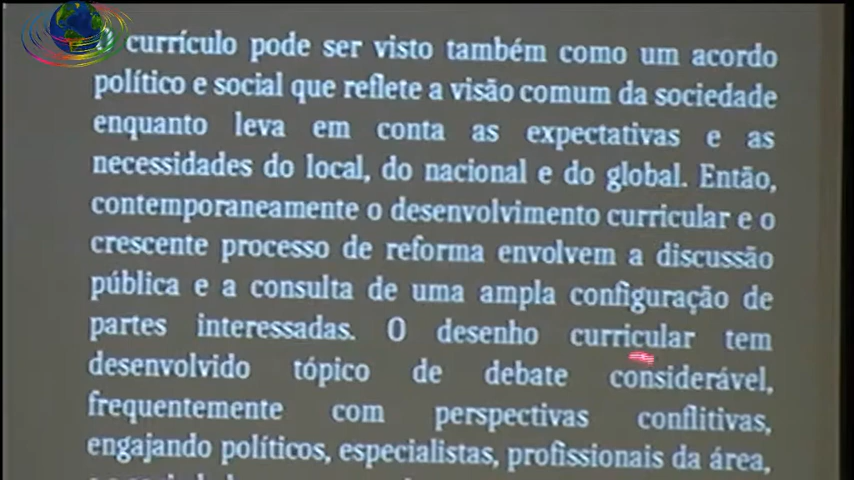 currículo pode ser visto também como um acordo
político e social que reflete a visão comum da sociedade
enquanto leva em conta as expectativas e as
necessidades do local, do nacional e do global. Então,
contemporaneamente o desenvolvimento curricular e o
crescente processo de reforma envolvem a discussão
pública e a consulta de uma ampla configuração de
partes interessadas. O desenho curricular tem
desenvolvido tópico de debate considerável,
frequentemente com perspectivas conflitivas,
engajando políticos, especialistas, profissionais da área,